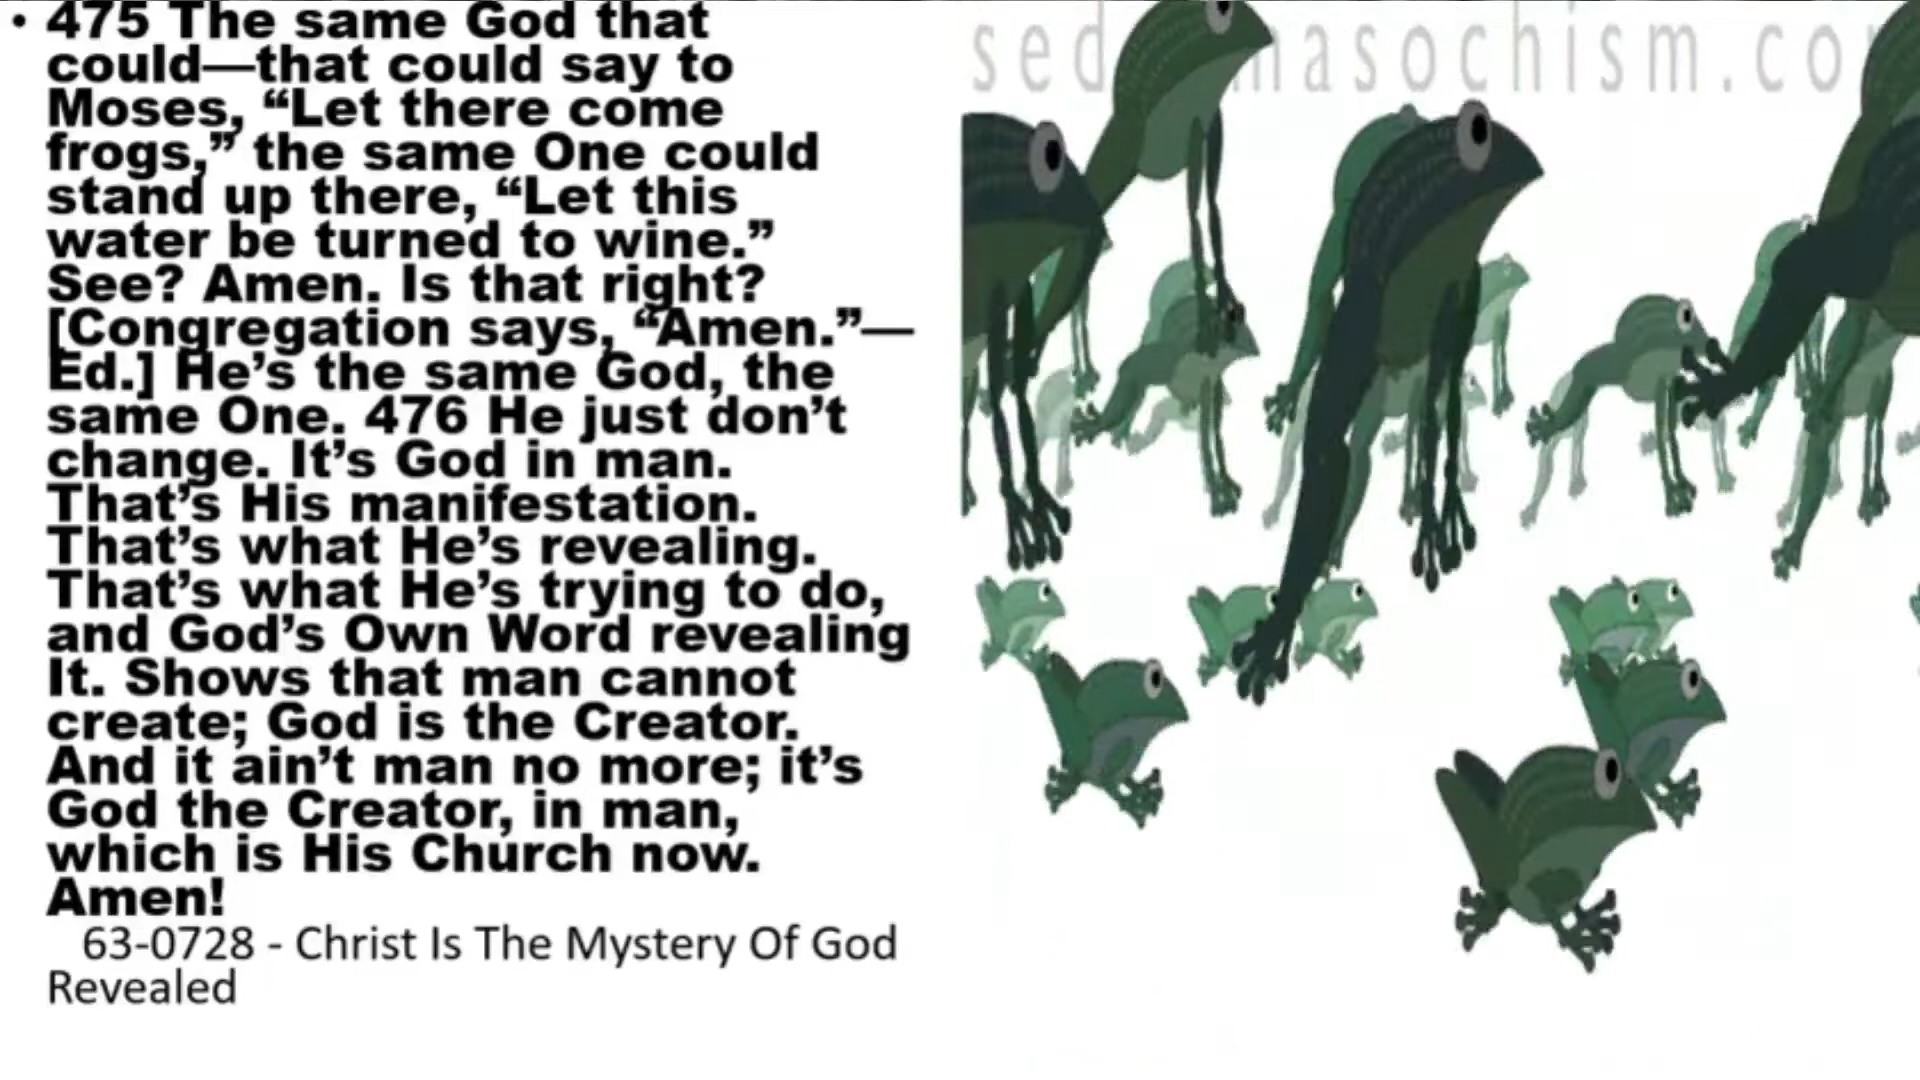 • 475 The same God that
could—that could say to
Moses, “Let there come
frogs,” the same One could
stand up there, “Let this
water be turned to wine.”
See? Amen. Is that right?
[Congregation says, “Amen.”—
Ed.] He’s the same God, the
same One. 476 He just don’t
change. It’s God in man.
That’s His manifestation.
That’s what He’s revealing.
That’s what He’s trying to do,
and God’s Own Word revealing
It. Shows that man cannot
create; God is the Creator.
And it ain’t man no more; it’s
God the Creator, in man,
which is His Church now.
Amen!
63-0728 - Christ Is The Mystery Of God
Revealed